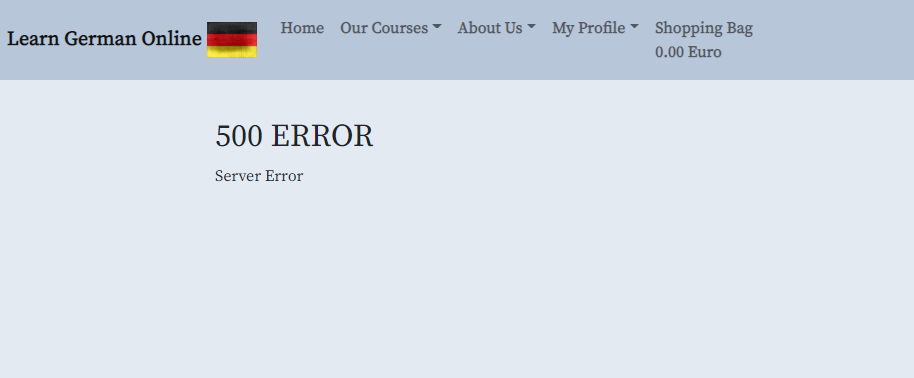 Learn German Online
Home
Our Courses
About Us
My Profile
Shopping Bag
0.00 Euro
500 ERROR
Server Error